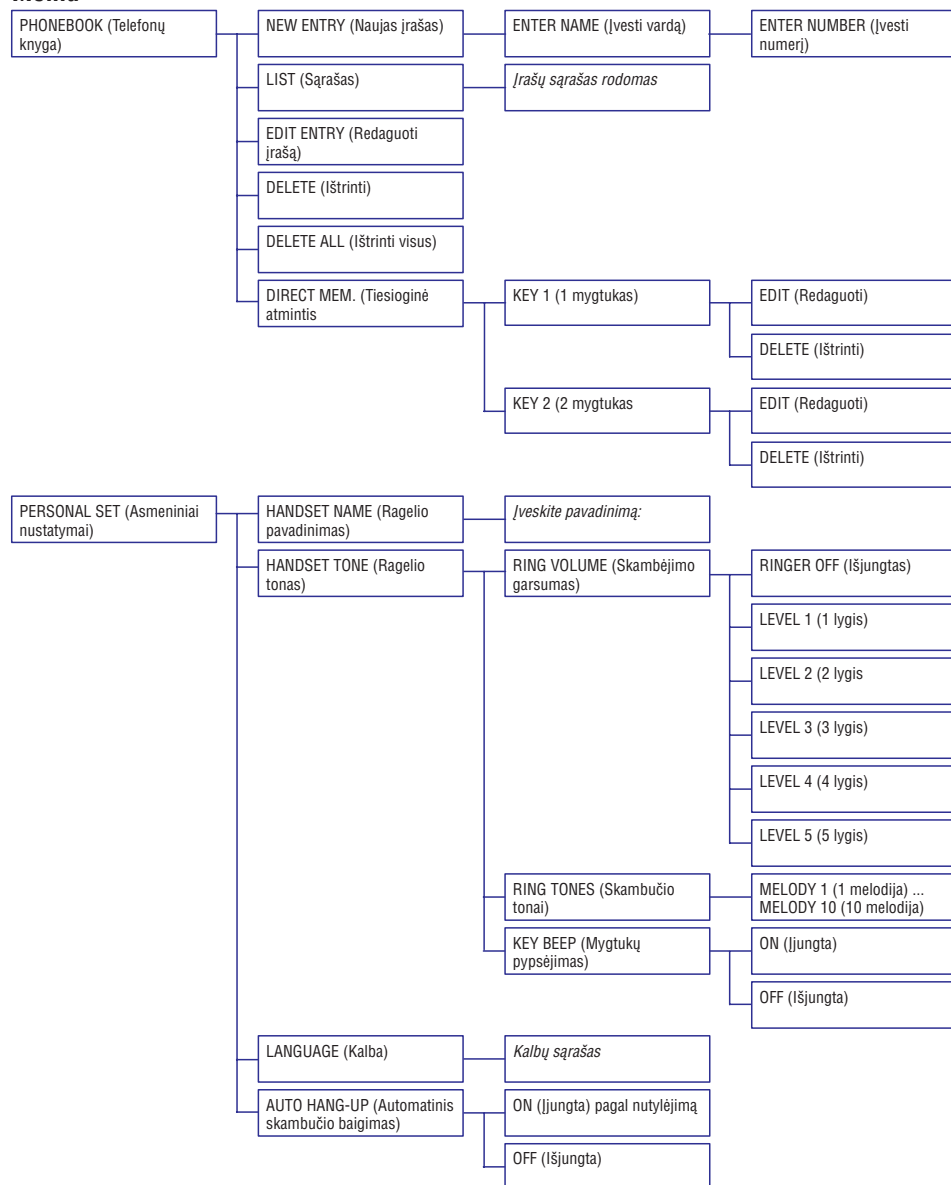 PHONEBOOK (Telefonų
knyga)
NEW ENTRY (Naujas įrašas)
ENTER NAME (Įvesti vardą)
ENTER NUMBER (Įvesti
numerį)
LIST (Sąrašas)
Įrašų sąrašas rodomas
EDIT ENTRY (Redaguoti
įrašą)
DELETE (Ištrinti)
DELETE ALL (Ištrinti visus)
DIRECT MEM. (Tiesioginė
atmintis
KEY 1 (1 mygtukas)
EDIT (Redaguoti)
DELETE (Ištrinti)
KEY 2 (2 mygtukas
EDIT (Redaguoti)
DELETE (Ištrinti)
PERSONAL SET (Asmeniniai
nustatymai)
HANDSET NAME (Ragelio
pavadinimas)
Įveskite pavadinimą:
HANDSET TONE (Ragelio
tonas)
RING VOLUME (Skambėjimo
garsumas)
RINGER OFF (Išjungtas)
LEVEL 1 (1 lygis)
LEVEL 2 (2 lygis
LEVEL 3 (3 lygis)
LEVEL 4 (4 lygis)
LEVEL 5 (5 lygis)
RING TONES (Skambučio
tonai)
MELODY 1 (1 melodija) ...
MELODY 10 (10 melodija)
KEY BEEP (Mygtukų
pypsėjimas)
ON (Įjungta)
OFF (Išjungta)
LANGUAGE (Kalba)
Kalbų sąrašas
AUTO HANG-UP (Automatinis
skambučio baigimas)
ON (Įjungta) pagal nutylėjimą
OFF (Išjungta)